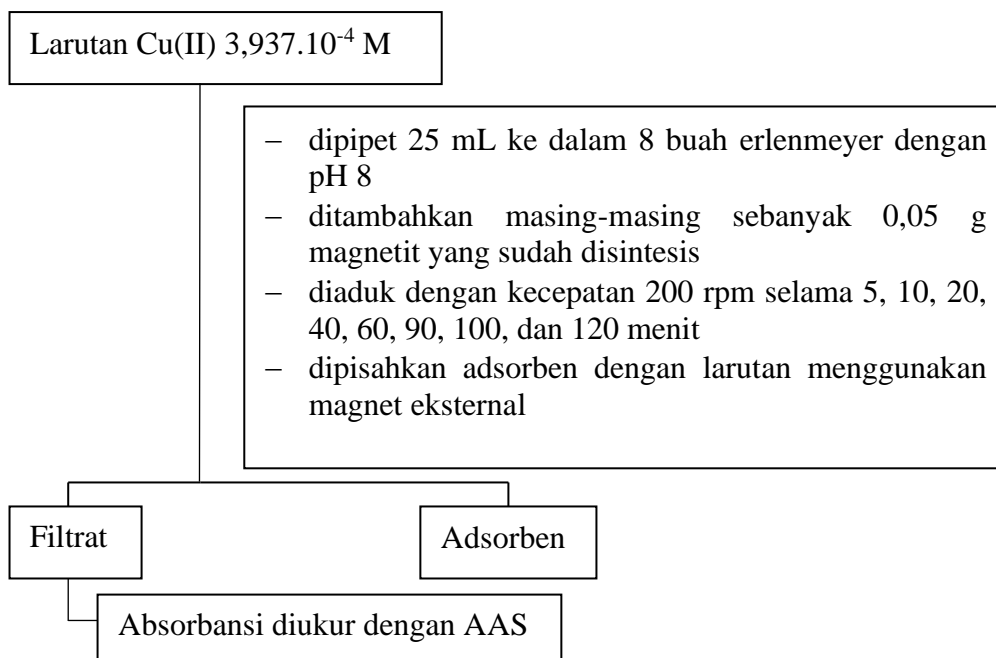 Larutan Cu(II) 3,937.10⁻⁴ M
– dipipet 25 mL ke dalam 8 buah erlenmeyer dengan
pH 8
– ditambahkan masing-masing sebanyak 0,05 g
magnetit yang sudah disintesis
– diaduk dengan kecepatan 200 rpm selama 5, 10, 20,
40, 60, 90, 100, dan 120 menit
– dipisahkan adsorben dengan larutan menggunakan
magnet eksternal
Filtrat
Adsorben
Absorbansi diukur dengan AAS